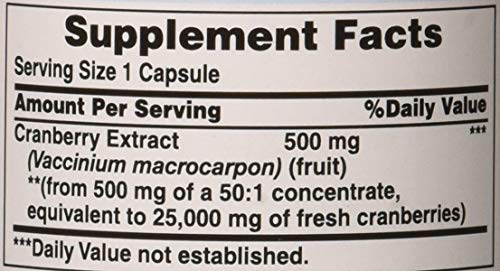 Supplement Facts
Serving Size 1 Capsule
Amount Per Serving %Daily Value
Cranberry Extract 500 mg ***
(Vaccinium macrocarpon) (fruit)
**(from 500 mg of a 50:1 concentrate,
equivalent to 25,000 mg of fresh cranberries)
***Daily Value not established.